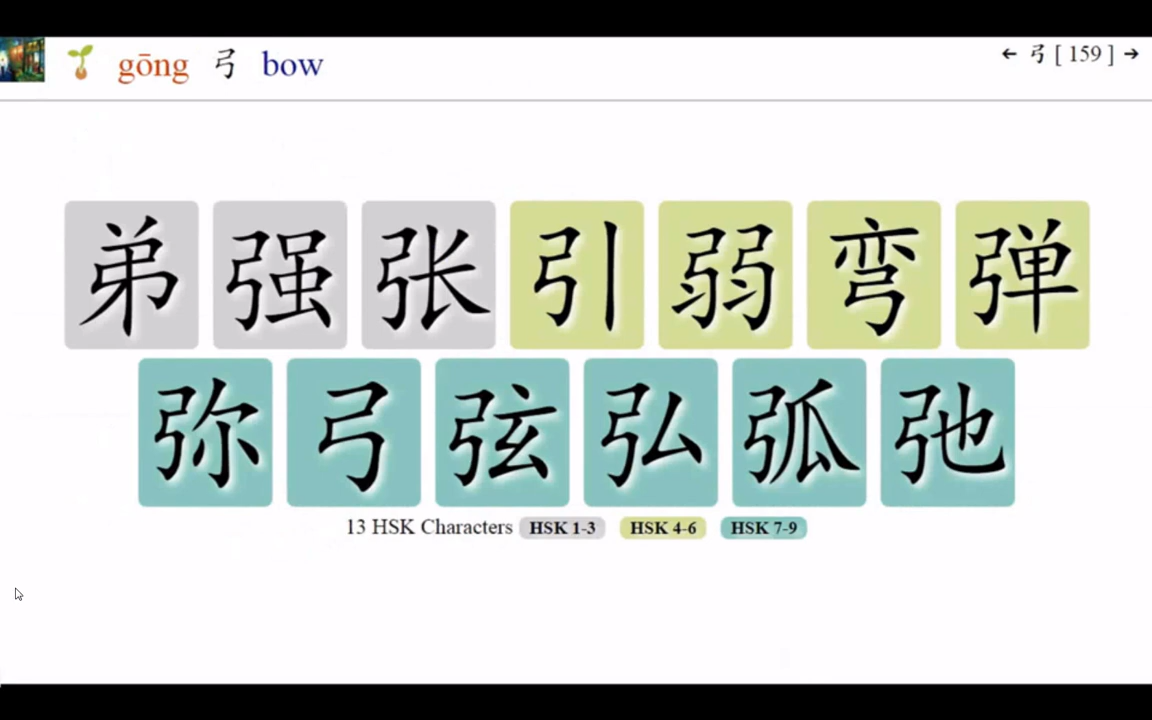 gōng 弓 bow
← 弓 [ 159 ] →
弟 强 张 引 弱 弯 弹
弥 弓 弦 弘 弧 弛
13 HSK Characters HSK 1-3 HSK 4-6 HSK 7-9